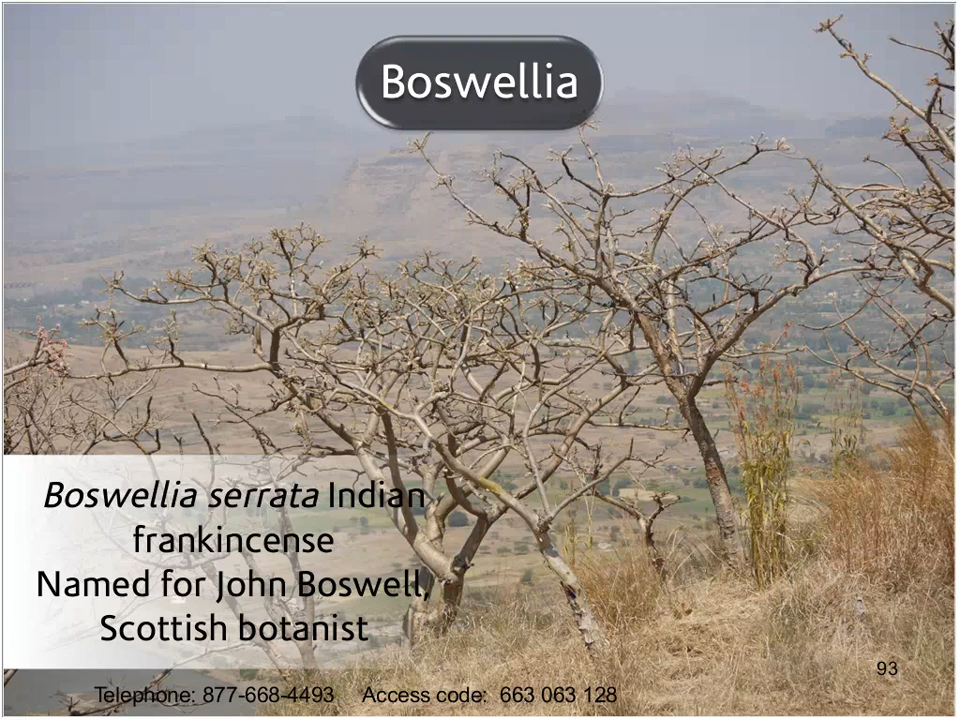 Boswellia
Boswellia serrata Indian
frankincense
Named for John Boswell,
Scottish botanist
93
Telephone: 877-668-4493 Access code: 663 063 128